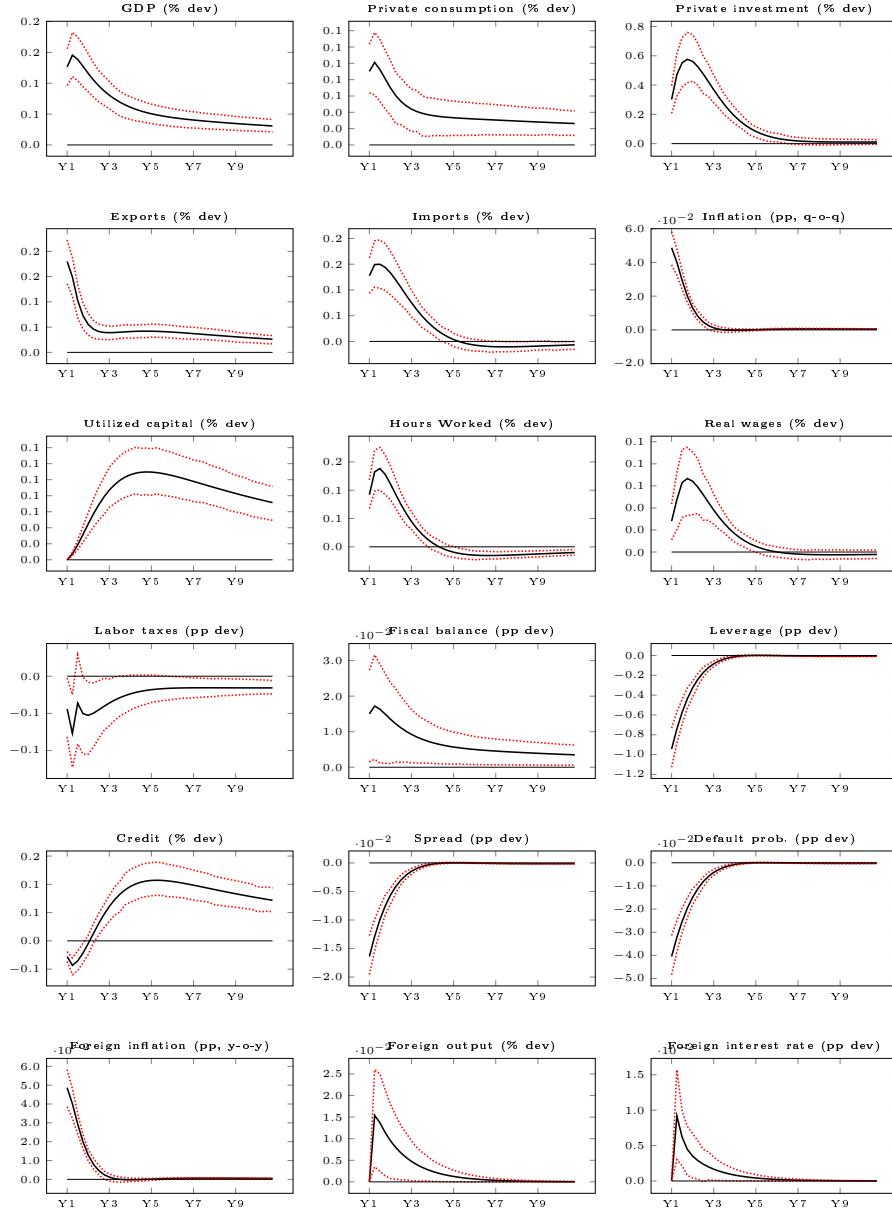 GDP (% dev)
0.2
0.2
0.1
0.1
0.0
Y1 Y3 Y5 Y7 Y9
Private consumption (% dev)
0.1
0.1
0.1
0.1
0.1
0.0
0.0
0.0
Y1 Y3 Y5 Y7 Y9
Private investment (% dev)
0.8
0.6
0.4
0.2
0.0
Y1 Y3 Y5 Y7 Y9
Exports (% dev)
0.2
0.2
0.1
0.1
0.0
Y1 Y3 Y5 Y7 Y9
Imports (% dev)
0.2
0.2
0.1
0.1
0.0
Y1 Y3 Y5 Y7 Y9
Inflation (pp, q-o-q)
·10−2
6.0
4.0
2.0
0.0
−2.0
Y1 Y3 Y5 Y7 Y9
Utilized capital (% dev)
0.1
0.1
0.1
0.1
0.1
0.0
0.0
0.0
Y1 Y3 Y5 Y7 Y9
Hours Worked (% dev)
0.2
0.1
0.1
0.0
Y1 Y3 Y5 Y7 Y9
Real wages (% dev)
0.1
0.1
0.1
0.0
0.0
0.0
Y1 Y3 Y5 Y7 Y9
Labor taxes (pp dev)
0.0
−0.1
−0.1
Y1 Y3 Y5 Y7 Y9
Fiscal balance (pp dev)
·10−2
3.0
2.0
1.0
0.0
Y1 Y3 Y5 Y7 Y9
Leverage (pp dev)
0.0
−0.2
−0.4
−0.6
−0.8
−1.0
−1.2
Y1 Y3 Y5 Y7 Y9
Credit (% dev)
0.2
0.1
0.1
0.0
−0.1
Y1 Y3 Y5 Y7 Y9
Spread (pp dev)
·10−2
0.0
−0.5
−1.0
−1.5
−2.0
Y1 Y3 Y5 Y7 Y9
Default prob. (pp dev)
·10−2
0.0
−1.0
−2.0
−3.0
−4.0
−5.0
Y1 Y3 Y5 Y7 Y9
Foreign inflation (pp, y-o-y)
·10−2
6.0
5.0
4.0
3.0
2.0
1.0
0.0
Y1 Y3 Y5 Y7 Y9
Foreign output (% dev)
·10−2
2.5
2.0
1.5
1.0
0.5
0.0
Y1 Y3 Y5 Y7 Y9
Foreign interest rate (pp dev)
·10−2
1.5
1.0
0.5
0.0
Y1 Y3 Y5 Y7 Y9